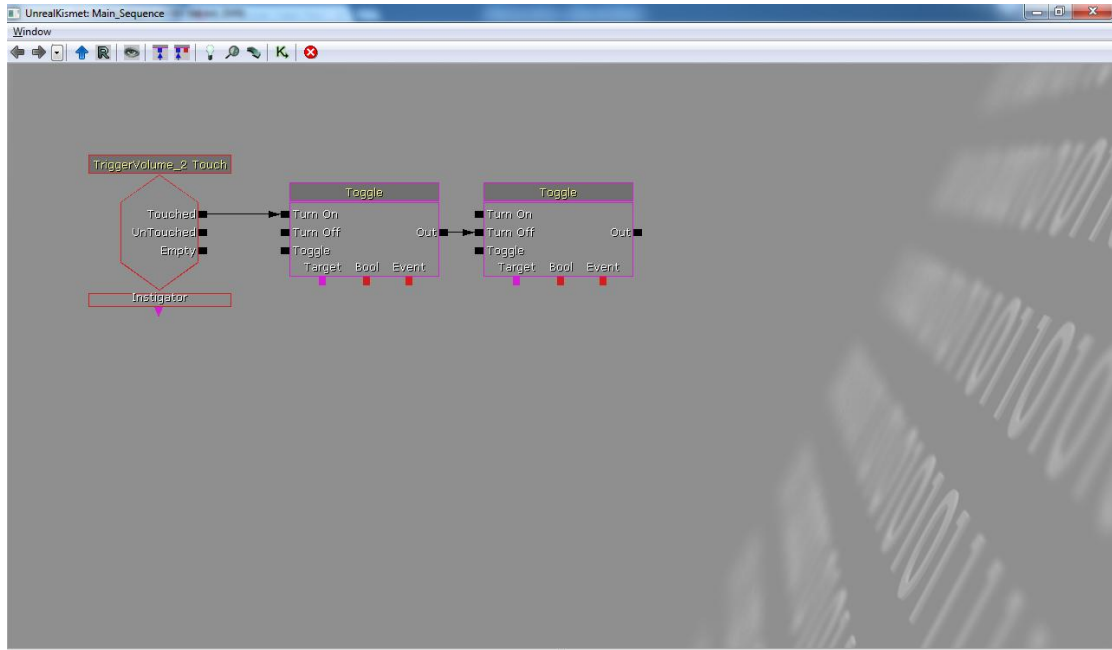 UnrealKismet: Main_Sequence
Window
R K
TriggerVolume_2 Touch
Touched
UnTouched
Empty
Instigator
Toggle
Turn On
Turn Off Out
Toggle
Target Bool Event
Toggle
Turn On
Turn Off Out
Toggle
Target Bool Event